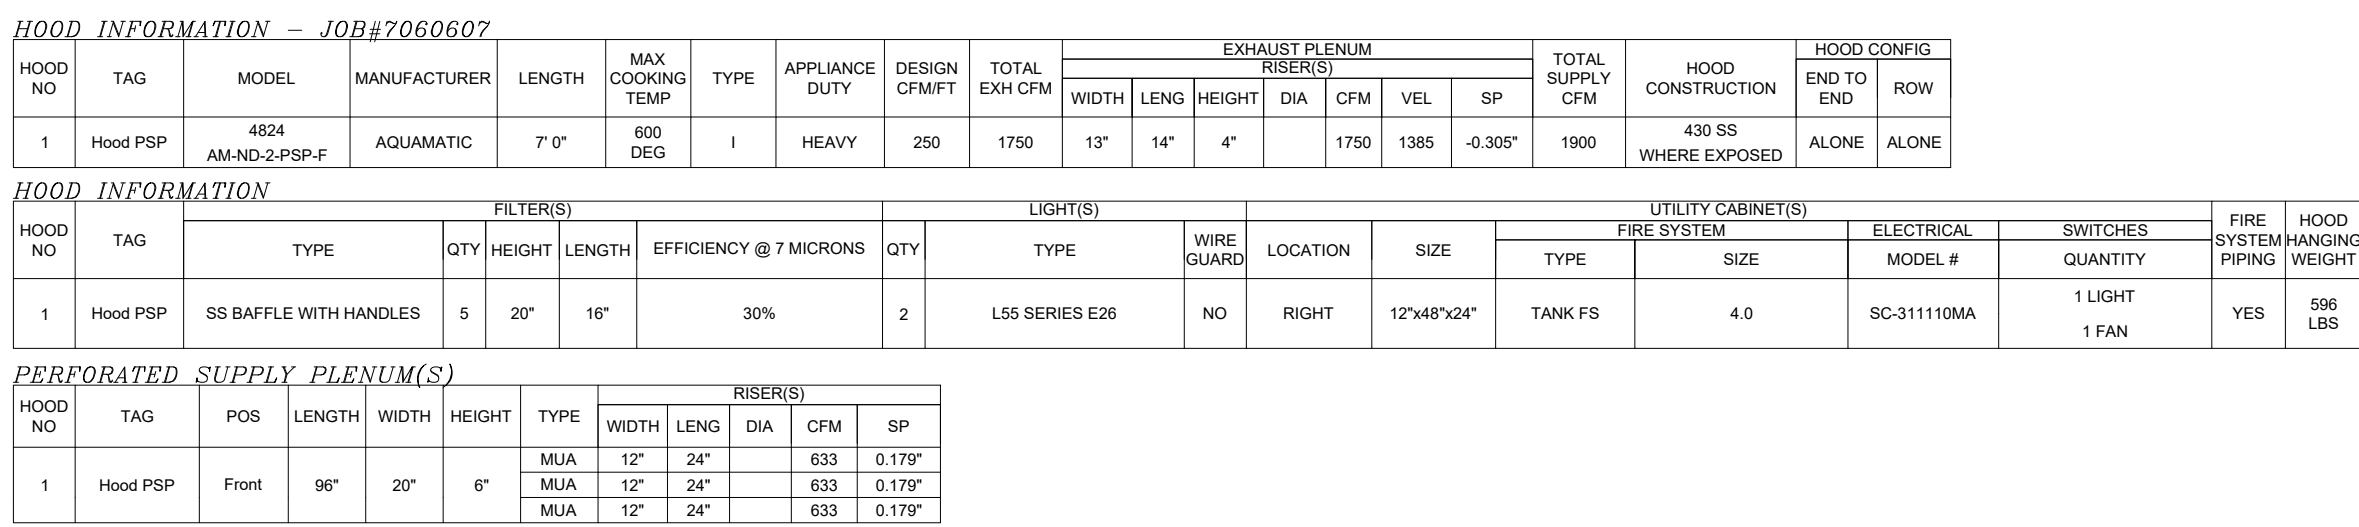 HOOD INFORMATION – JOB#7060607
HOOD NO TAG MODEL MANUFACTURER LENGTH MAX COOKING TEMP TYPE APPLIANCE DUTY DESIGN CFM/FT TOTAL EXH CFM EXHAUST PLENUM TOTAL SUPPLY CFM HOOD CONSTRUCTION HOOD CONFIG
RISER(S) END TO END ROW
WIDTH LENG HEIGHT DIA CFM VEL SP
1 Hood PSP 4824 AM-ND-2-PSP-F AQUAMATIC 7' 0" 600 DEG I HEAVY 250 1750 13" 14" 4" 1750 1385 -0.305" 1900 430 SS WHERE EXPOSED ALONE ALONE
HOOD INFORMATION
HOOD NO TAG FILTER(S) LIGHT(S) UTILITY CABINET(S) FIRE SYSTEM PIPING HOOD HANGING WEIGHT
TYPE QTY HEIGHT LENGTH EFFICIENCY @ 7 MICRONS QTY TYPE WIRE GUARD LOCATION SIZE FIRE SYSTEM ELECTRICAL SWITCHES
TYPE SIZE MODEL # QUANTITY
1 Hood PSP SS BAFFLE WITH HANDLES 5 20" 16" 30% 2 L55 SERIES E26 NO RIGHT 12"x48"x24" TANK FS 4.0 SC-311110MA 1 LIGHT 1 FAN YES 596 LBS
PERFORATED SUPPLY PLENUM(S)
HOOD NO TAG POS LENGTH WIDTH HEIGHT TYPE RISER(S)
WIDTH LENG DIA CFM SP
1 Hood PSP Front 96" 20" 6" MUA 12" 24" 633 0.179"
MUA 12" 24" 633 0.179"
MUA 12" 24" 633 0.179"